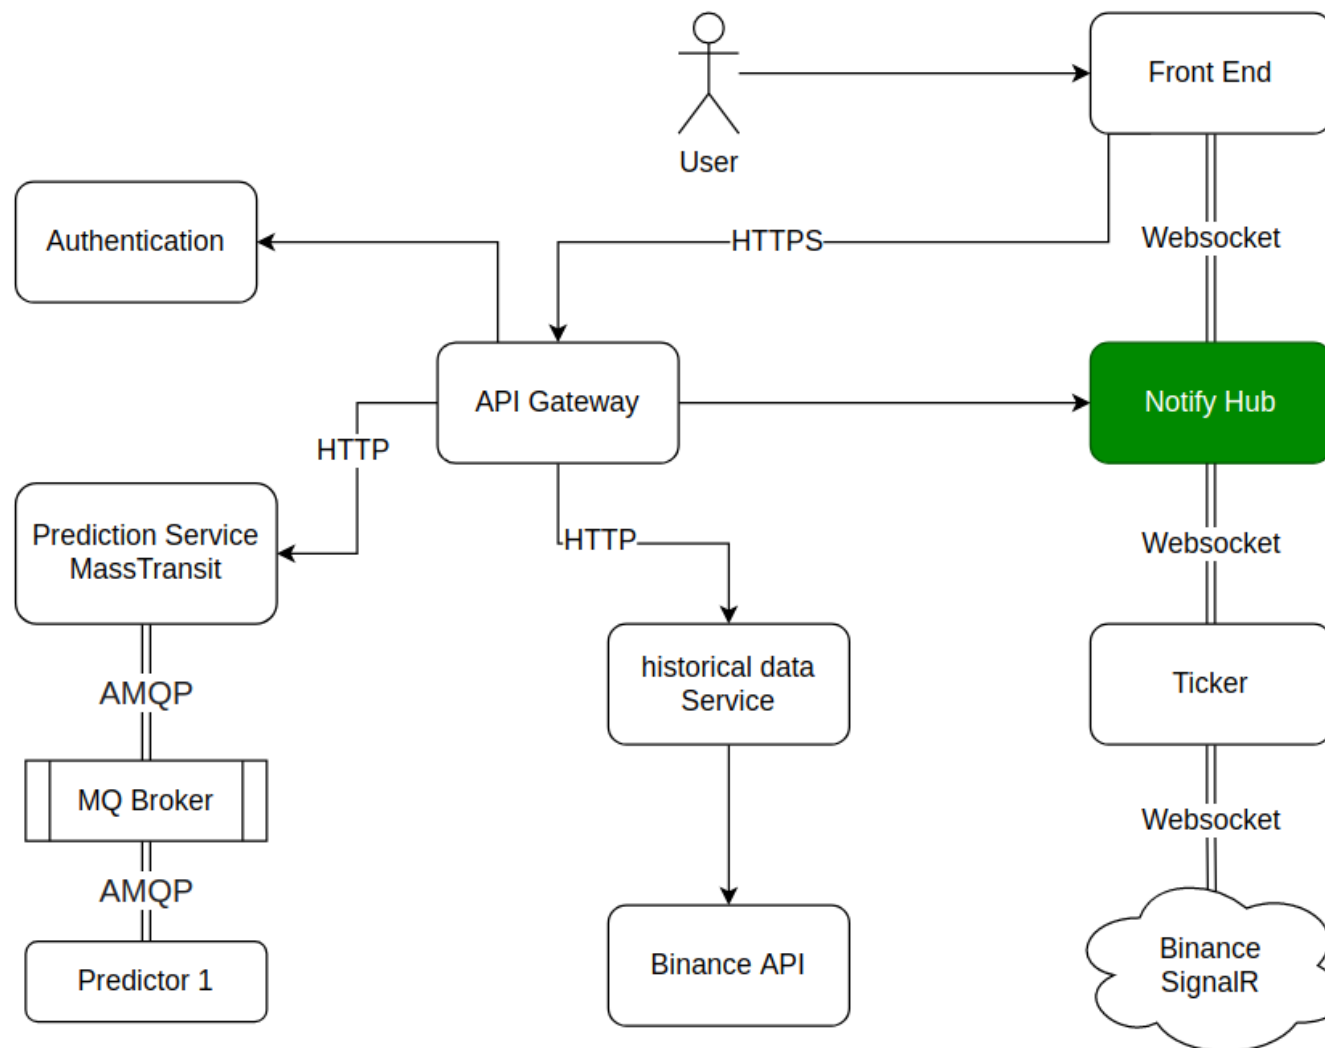 Front End
User
Authentication
HTTPS
Websocket
API Gateway
Notify Hub
HTTP
Prediction Service
MassTransit
HTTP
Websocket
historical data
Service
Ticker
AMQP
MQ Broker
Websocket
AMQP
Predictor 1
Binance API
Binance
SignalR